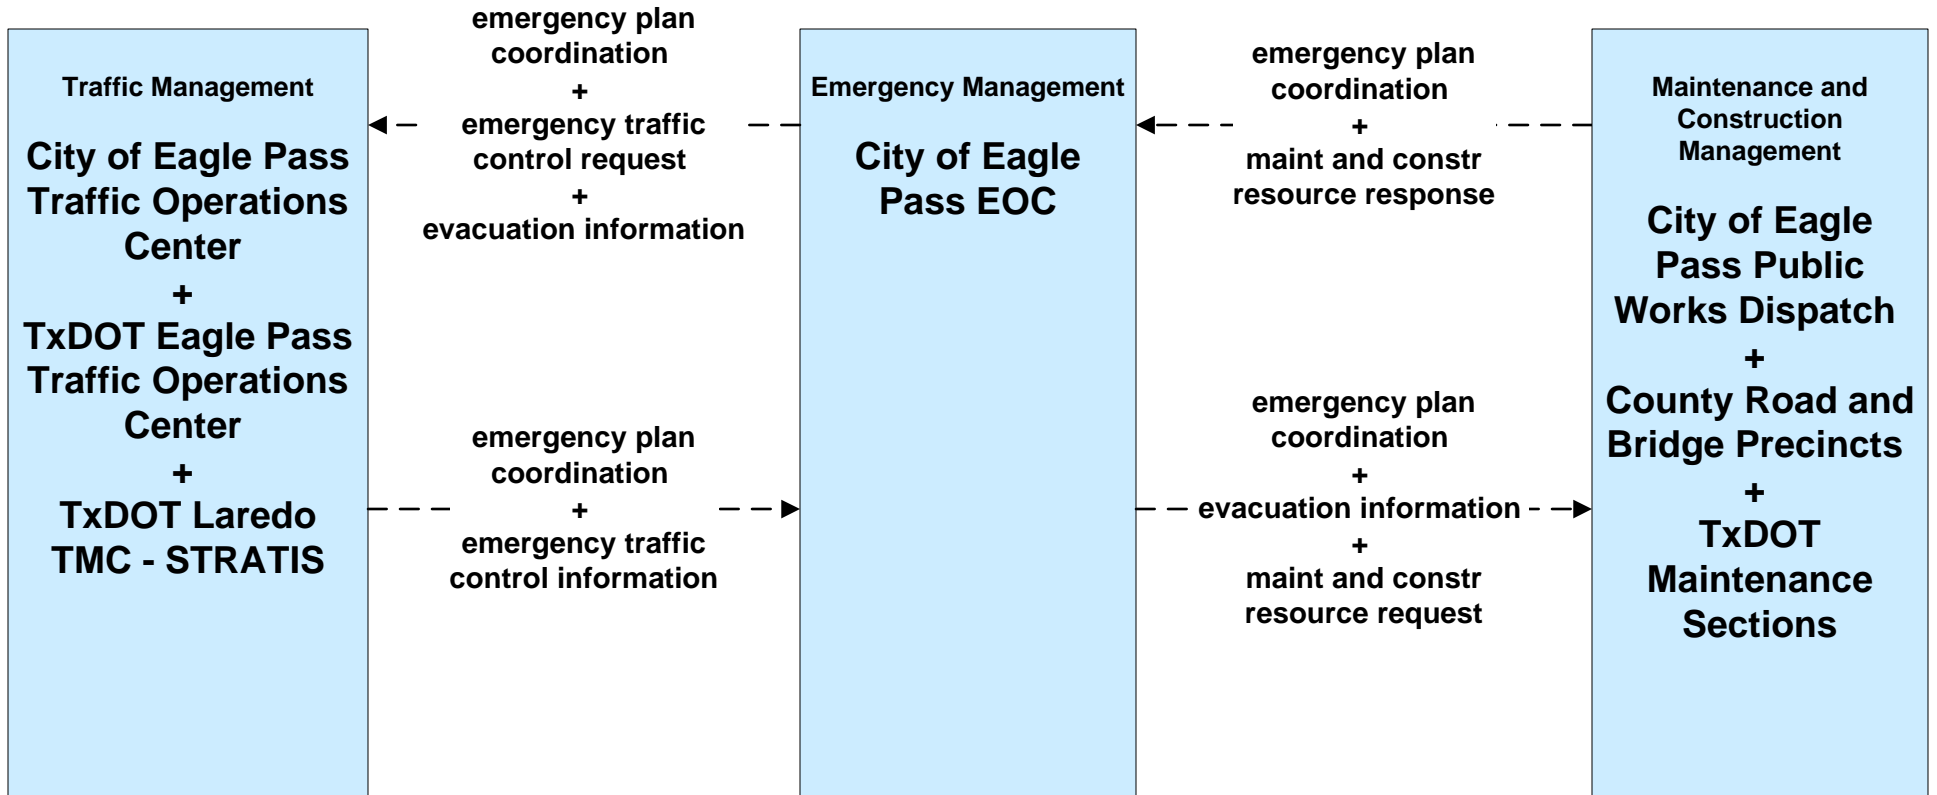 Traffic Management
City of Eagle Pass
Traffic Operations
Center
+
TxDOT Eagle Pass
Traffic Operations
Center
+
TxDOT Laredo
TMC - STRATIS
emergency plan
coordination
+
emergency traffic
control request
+
evacuation information
emergency plan
coordination
+
emergency traffic
control information
Emergency Management
City of Eagle
Pass EOC
emergency plan
coordination
+
maint and constr
resource response
emergency plan
coordination
+
evacuation information
+
maint and constr
resource request
Maintenance and
Construction
Management
City of Eagle
Pass Public
Works Dispatch
+
County Road and
Bridge Precincts
+
TxDOT
Maintenance
Sections